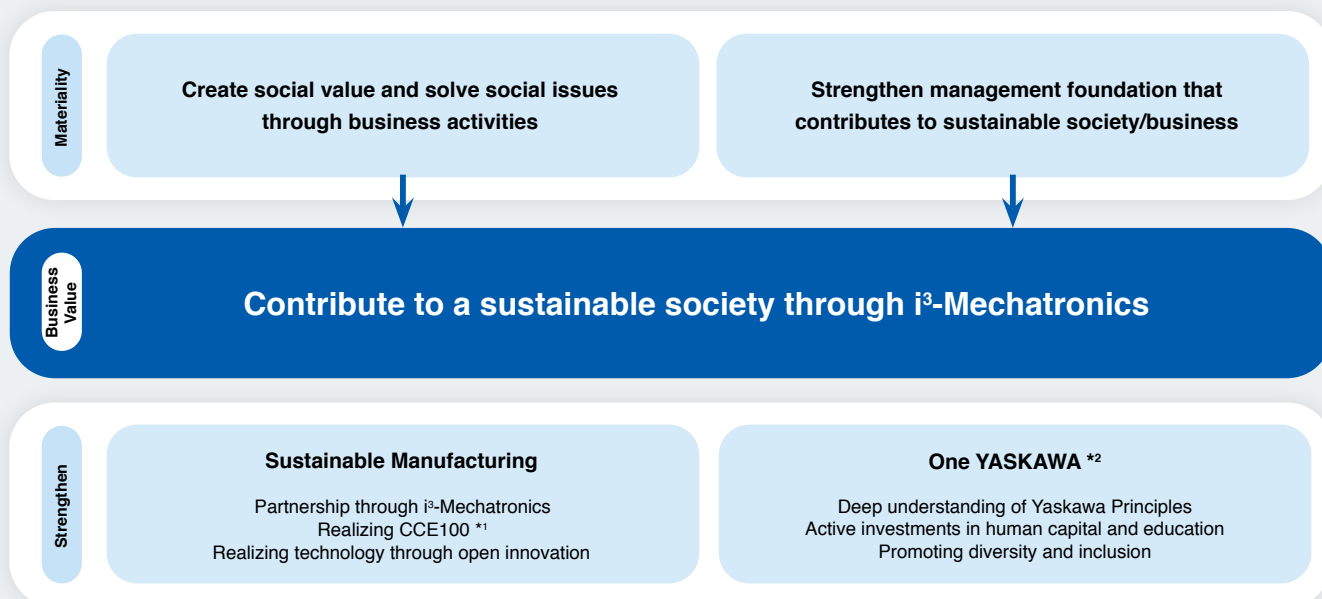 Materiality
Create social value and solve social issues
through business activities
Strengthen management foundation that
contributes to sustainable society/business
Business
Value
Contribute to a sustainable society through i³-Mechatronics
Strengthen
Sustainable Manufacturing
Partnership through i³-Mechatronics
Realizing CCE100 *¹
Realizing technology through open innovation
One YASKAWA *²
Deep understanding of Yaskawa Principles
Active investments in human capital and education
Promoting diversity and inclusion